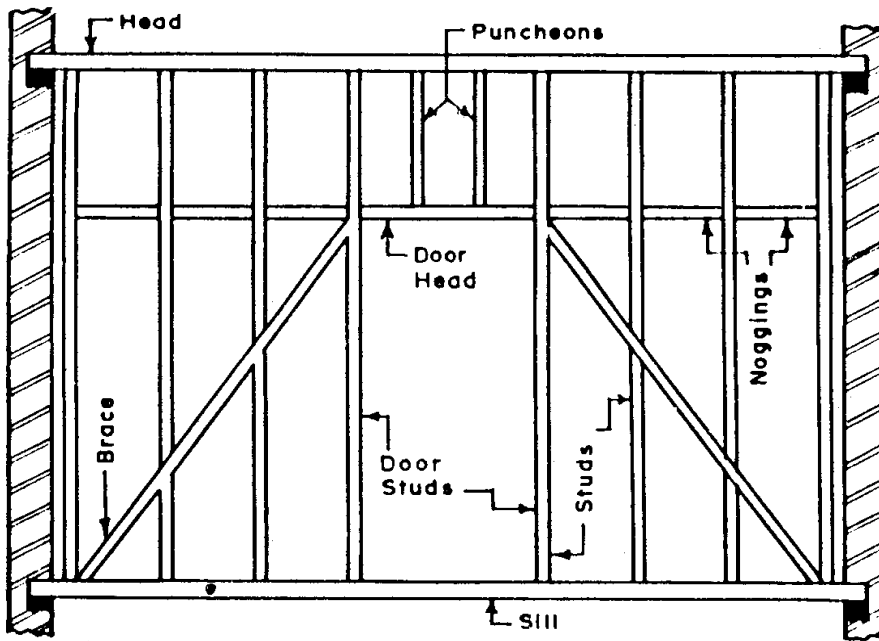 Head
Puncheons
Door
Head
Noggings
Brace
Door
Studs
Studs
Sill